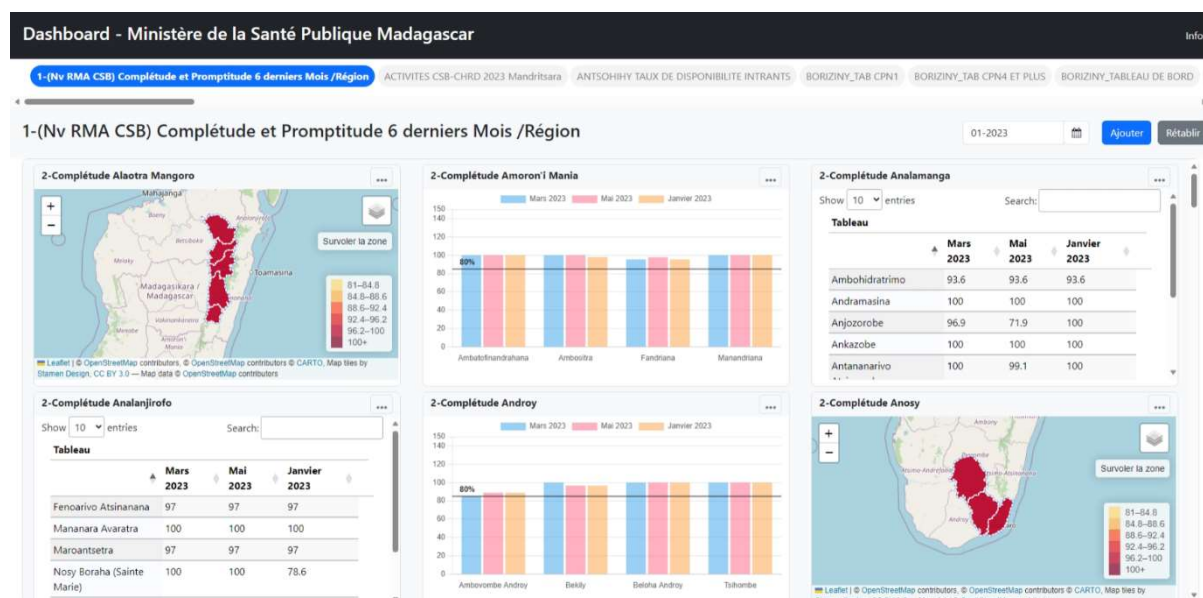 Dashboard - Ministère de la Santé Publique Madagascar
Info
1-(Nv RMA CSB) Complétude et Promptitude 6 derniers Mois /Région
ACTIVITES CSB-CHRD 2023 Mandritsara
ANTSOHIHY TAUX DE DISPONIBILITE INTRANTS
BORIZINY_TAB CPN1
BORIZINY_TAB CPN4 ET PLUS
BORIZINY_TABLEAU DE BORD
1-(Nv RMA CSB) Complétude et Promptitude 6 derniers Mois /Région
01-2023
Ajouter
Rétablir
2-Complétude Alaotra Mangoro
...
+
−
Mahajanga
Boeny
Betsiboka
Melaky
Toamasina
Madagasikara /
Madagascar
Menabe
Survoler la zone
81–84.8
84.8–88.6
88.6–92.4
92.4–96.2
96.2–100
100+
Leaflet | © OpenStreetMap contributors, © OpenStreetMap contributors © CARTO, Map tiles by
Stamen Design, CC BY 3.0 — Map data © OpenStreetMap contributors
2-Complétude Amoron'i Mania
...
Mars 2023 Mai 2023 Janvier 2023
150
140
120
100
80%
80
60
40
20
0
Ambatofinandrahana Ambositra Fandriana Manandriana
2-Complétude Analamanga
...
Show 10 entries Search:
Tableau
Mars 2023 Mai 2023 Janvier 2023
Ambohidratrimo 93.6 93.6 93.6
Andramasina 100 100 100
Anjozorobe 96.9 71.9 100
Ankazobe 100 100 100
Antananarivo 100 99.1 100
2-Complétude Analanjirofo
...
Show 10 entries Search:
Tableau
Mars 2023 Mai 2023 Janvier 2023
Fenoarivo Atsinanana 97 97 97
Mananara Avaratra 100 100 100
Maroantsetra 97 97 97
Nosy Boraha (Sainte Marie) 100 100 78.6
2-Complétude Androy
...
Mars 2023 Mai 2023 Janvier 2023
150
140
120
100
80%
80
60
40
20
0
Ambovombe Androy Bekily Beloha Androy Tsihombe
2-Complétude Anosy
...
+
−
Androy
Survoler la zone
81–84.8
84.8–88.6
88.6–92.4
92.4–96.2
96.2–100
100+
Leaflet | © OpenStreetMap contributors, © OpenStreetMap contributors © CARTO, Map tiles by